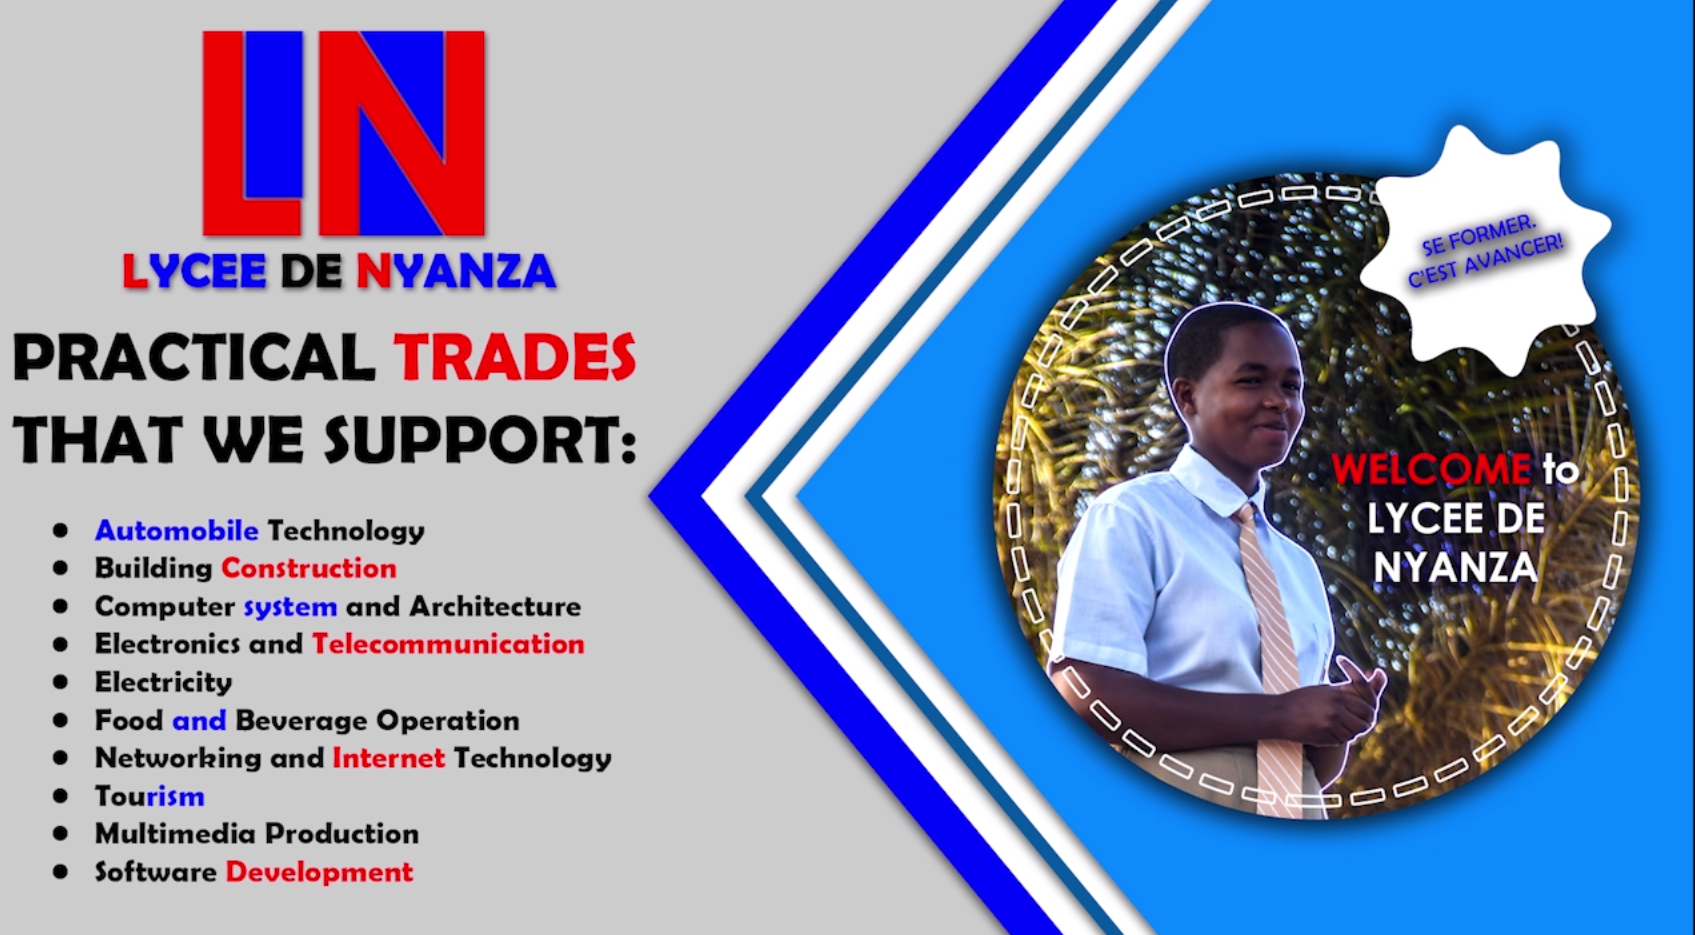 LN
LYCEE DE NYANZA
PRACTICAL TRADES
THAT WE SUPPORT:
● Automobile Technology
● Building Construction
● Computer system and Architecture
● Electronics and Telecommunication
● Electricity
● Food and Beverage Operation
● Networking and Internet Technology
● Tourism
● Multimedia Production
● Software Development
SE FORMER.
C'EST AVANCER!
WELCOME to
LYCEE DE
NYANZA